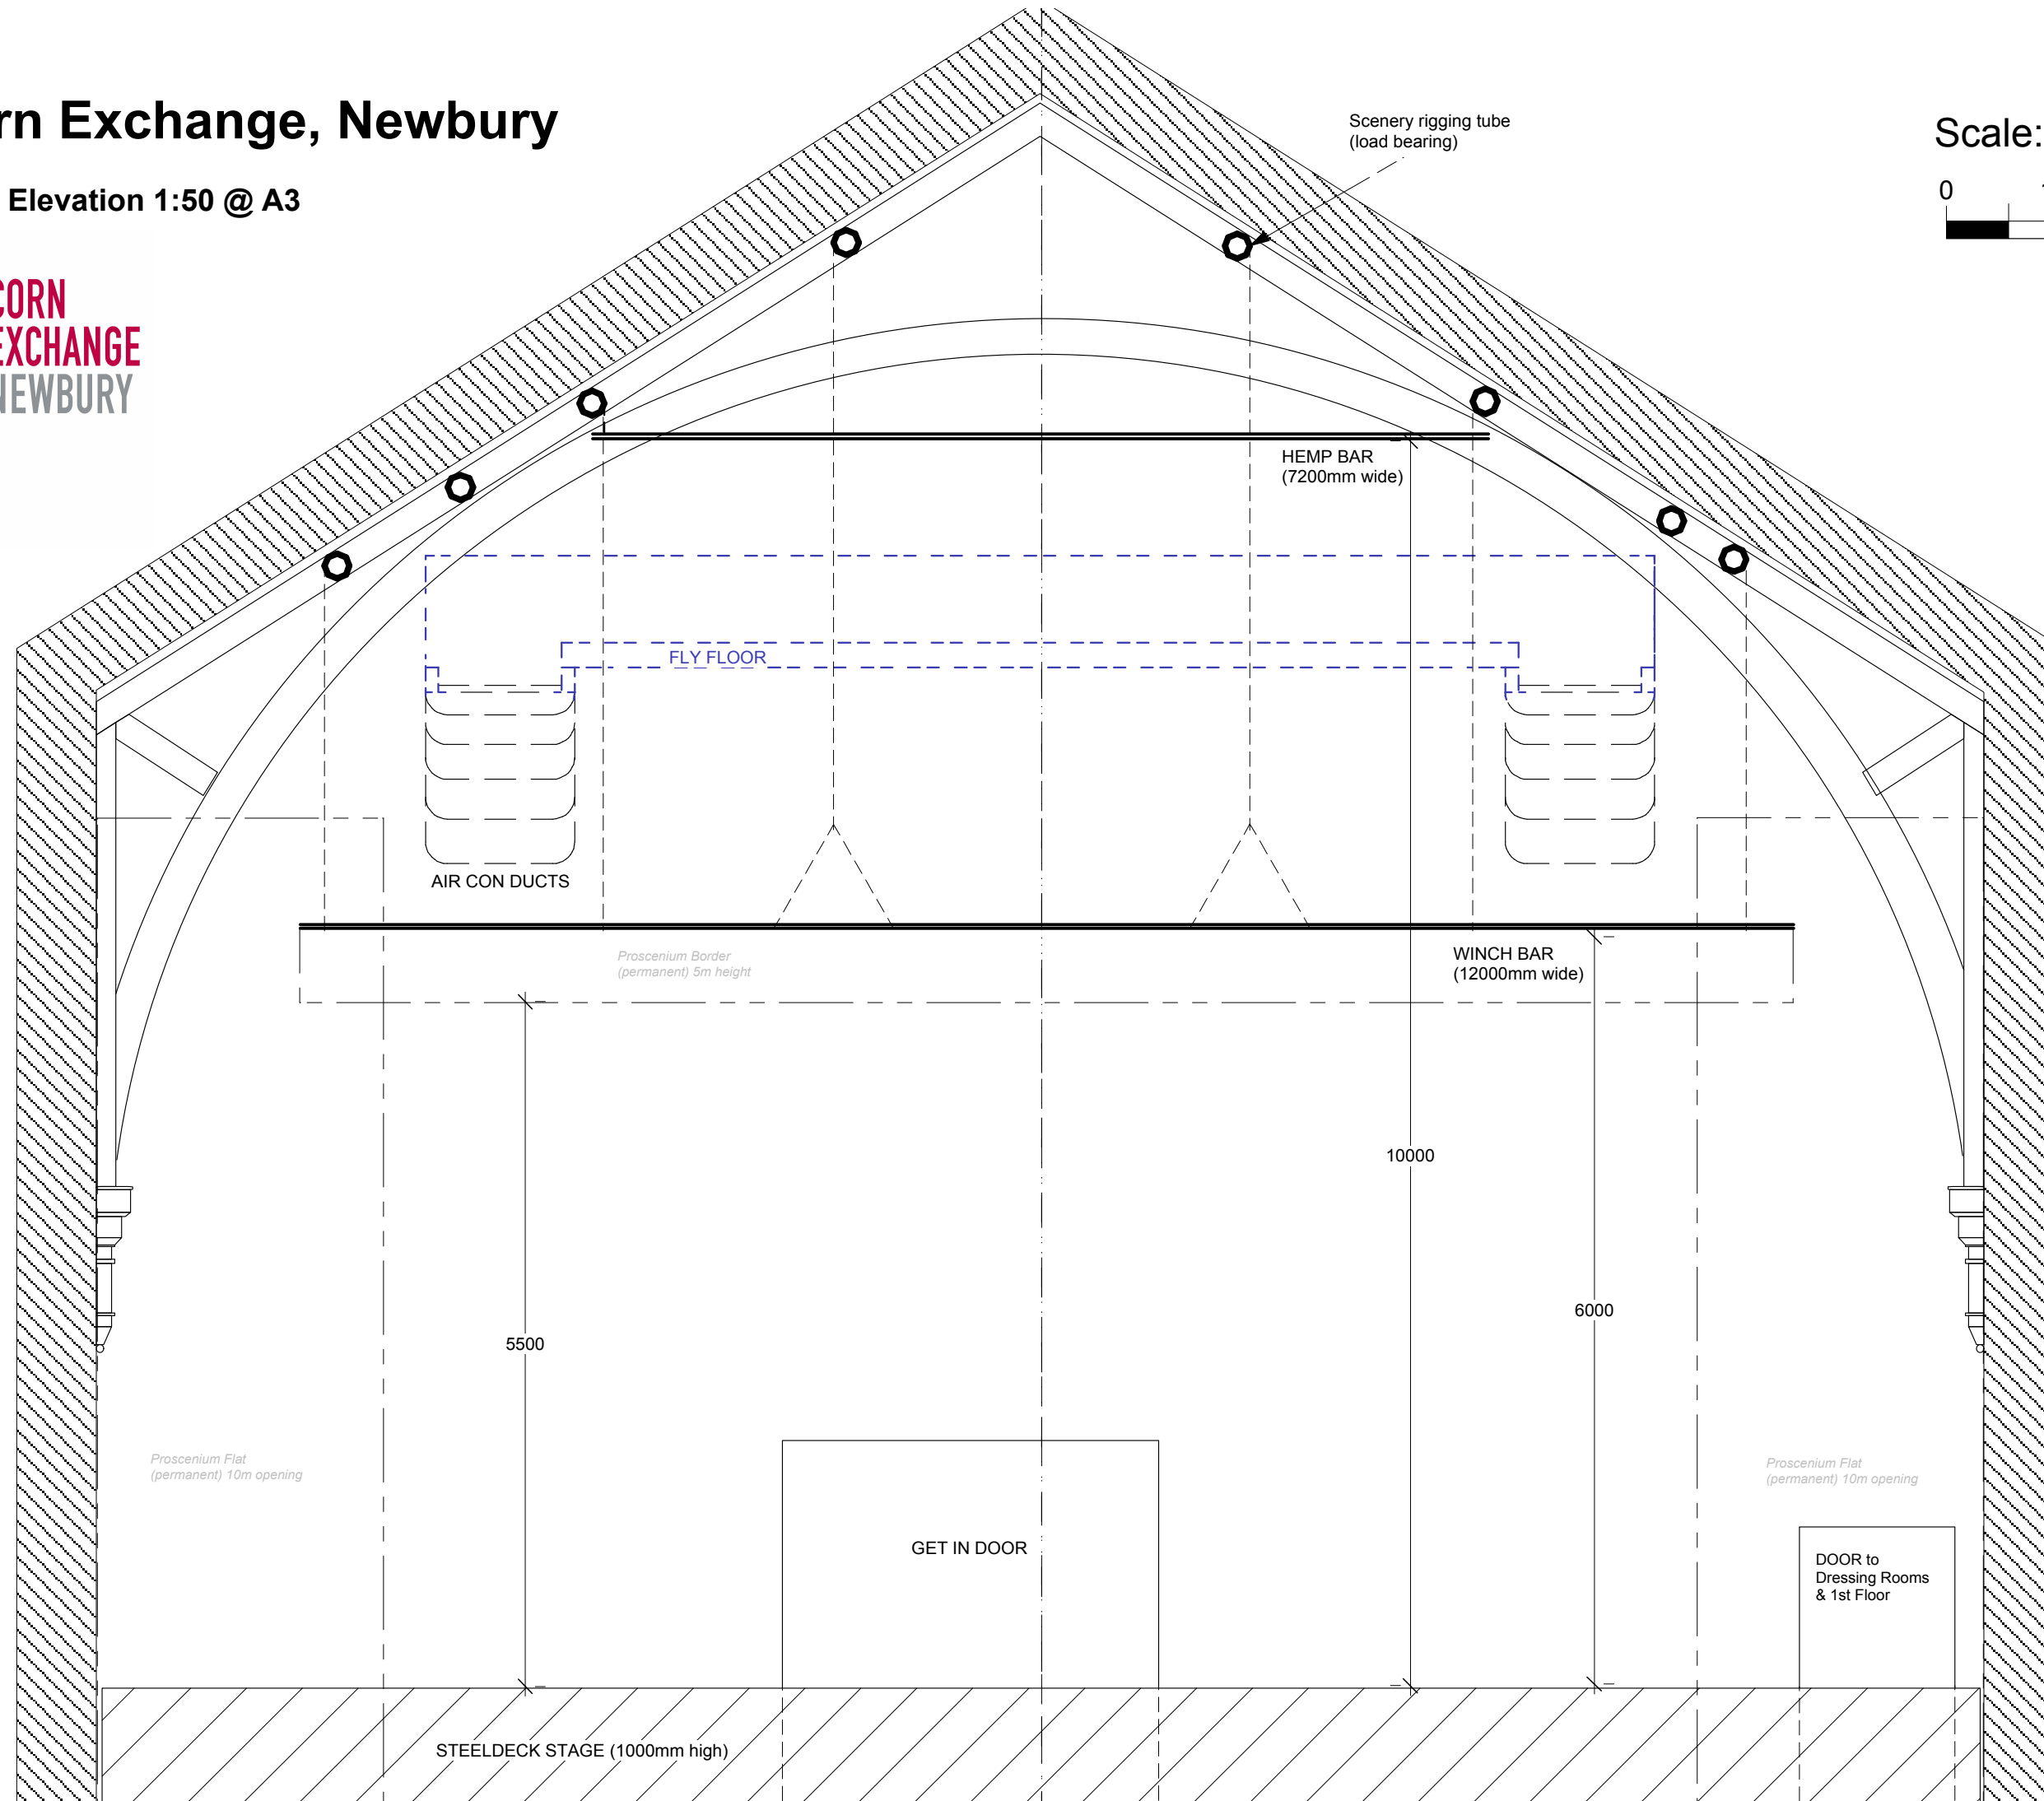 rn Exchange, Newbury
Elevation 1:50 @ A3
CORN
EXCHANGE
NEWBURY
Scale:
0
Scenery rigging tube
(load bearing)
HEMP BAR
(7200mm wide)
FLY FLOOR
AIR CON DUCTS
Proscenium Border
(permanent) 5m height
WINCH BAR
(12000mm wide)
10000
6000
5500
Proscenium Flat
(permanent) 10m opening
Proscenium Flat
(permanent) 10m opening
GET IN DOOR
DOOR to
Dressing Rooms
& 1st Floor
STEELDECK STAGE (1000mm high)